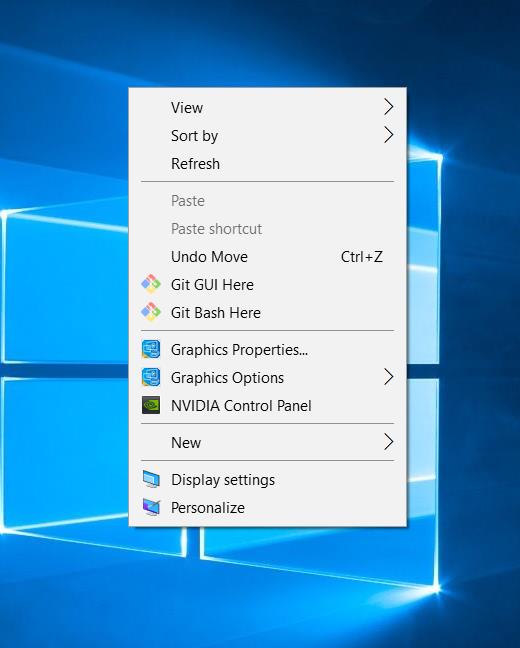 View
Sort by
Refresh
Paste
Paste shortcut
Undo Move Ctrl+Z
Git GUI Here
Git Bash Here
Graphics Properties...
Graphics Options
NVIDIA Control Panel
New
Display settings
Personalize